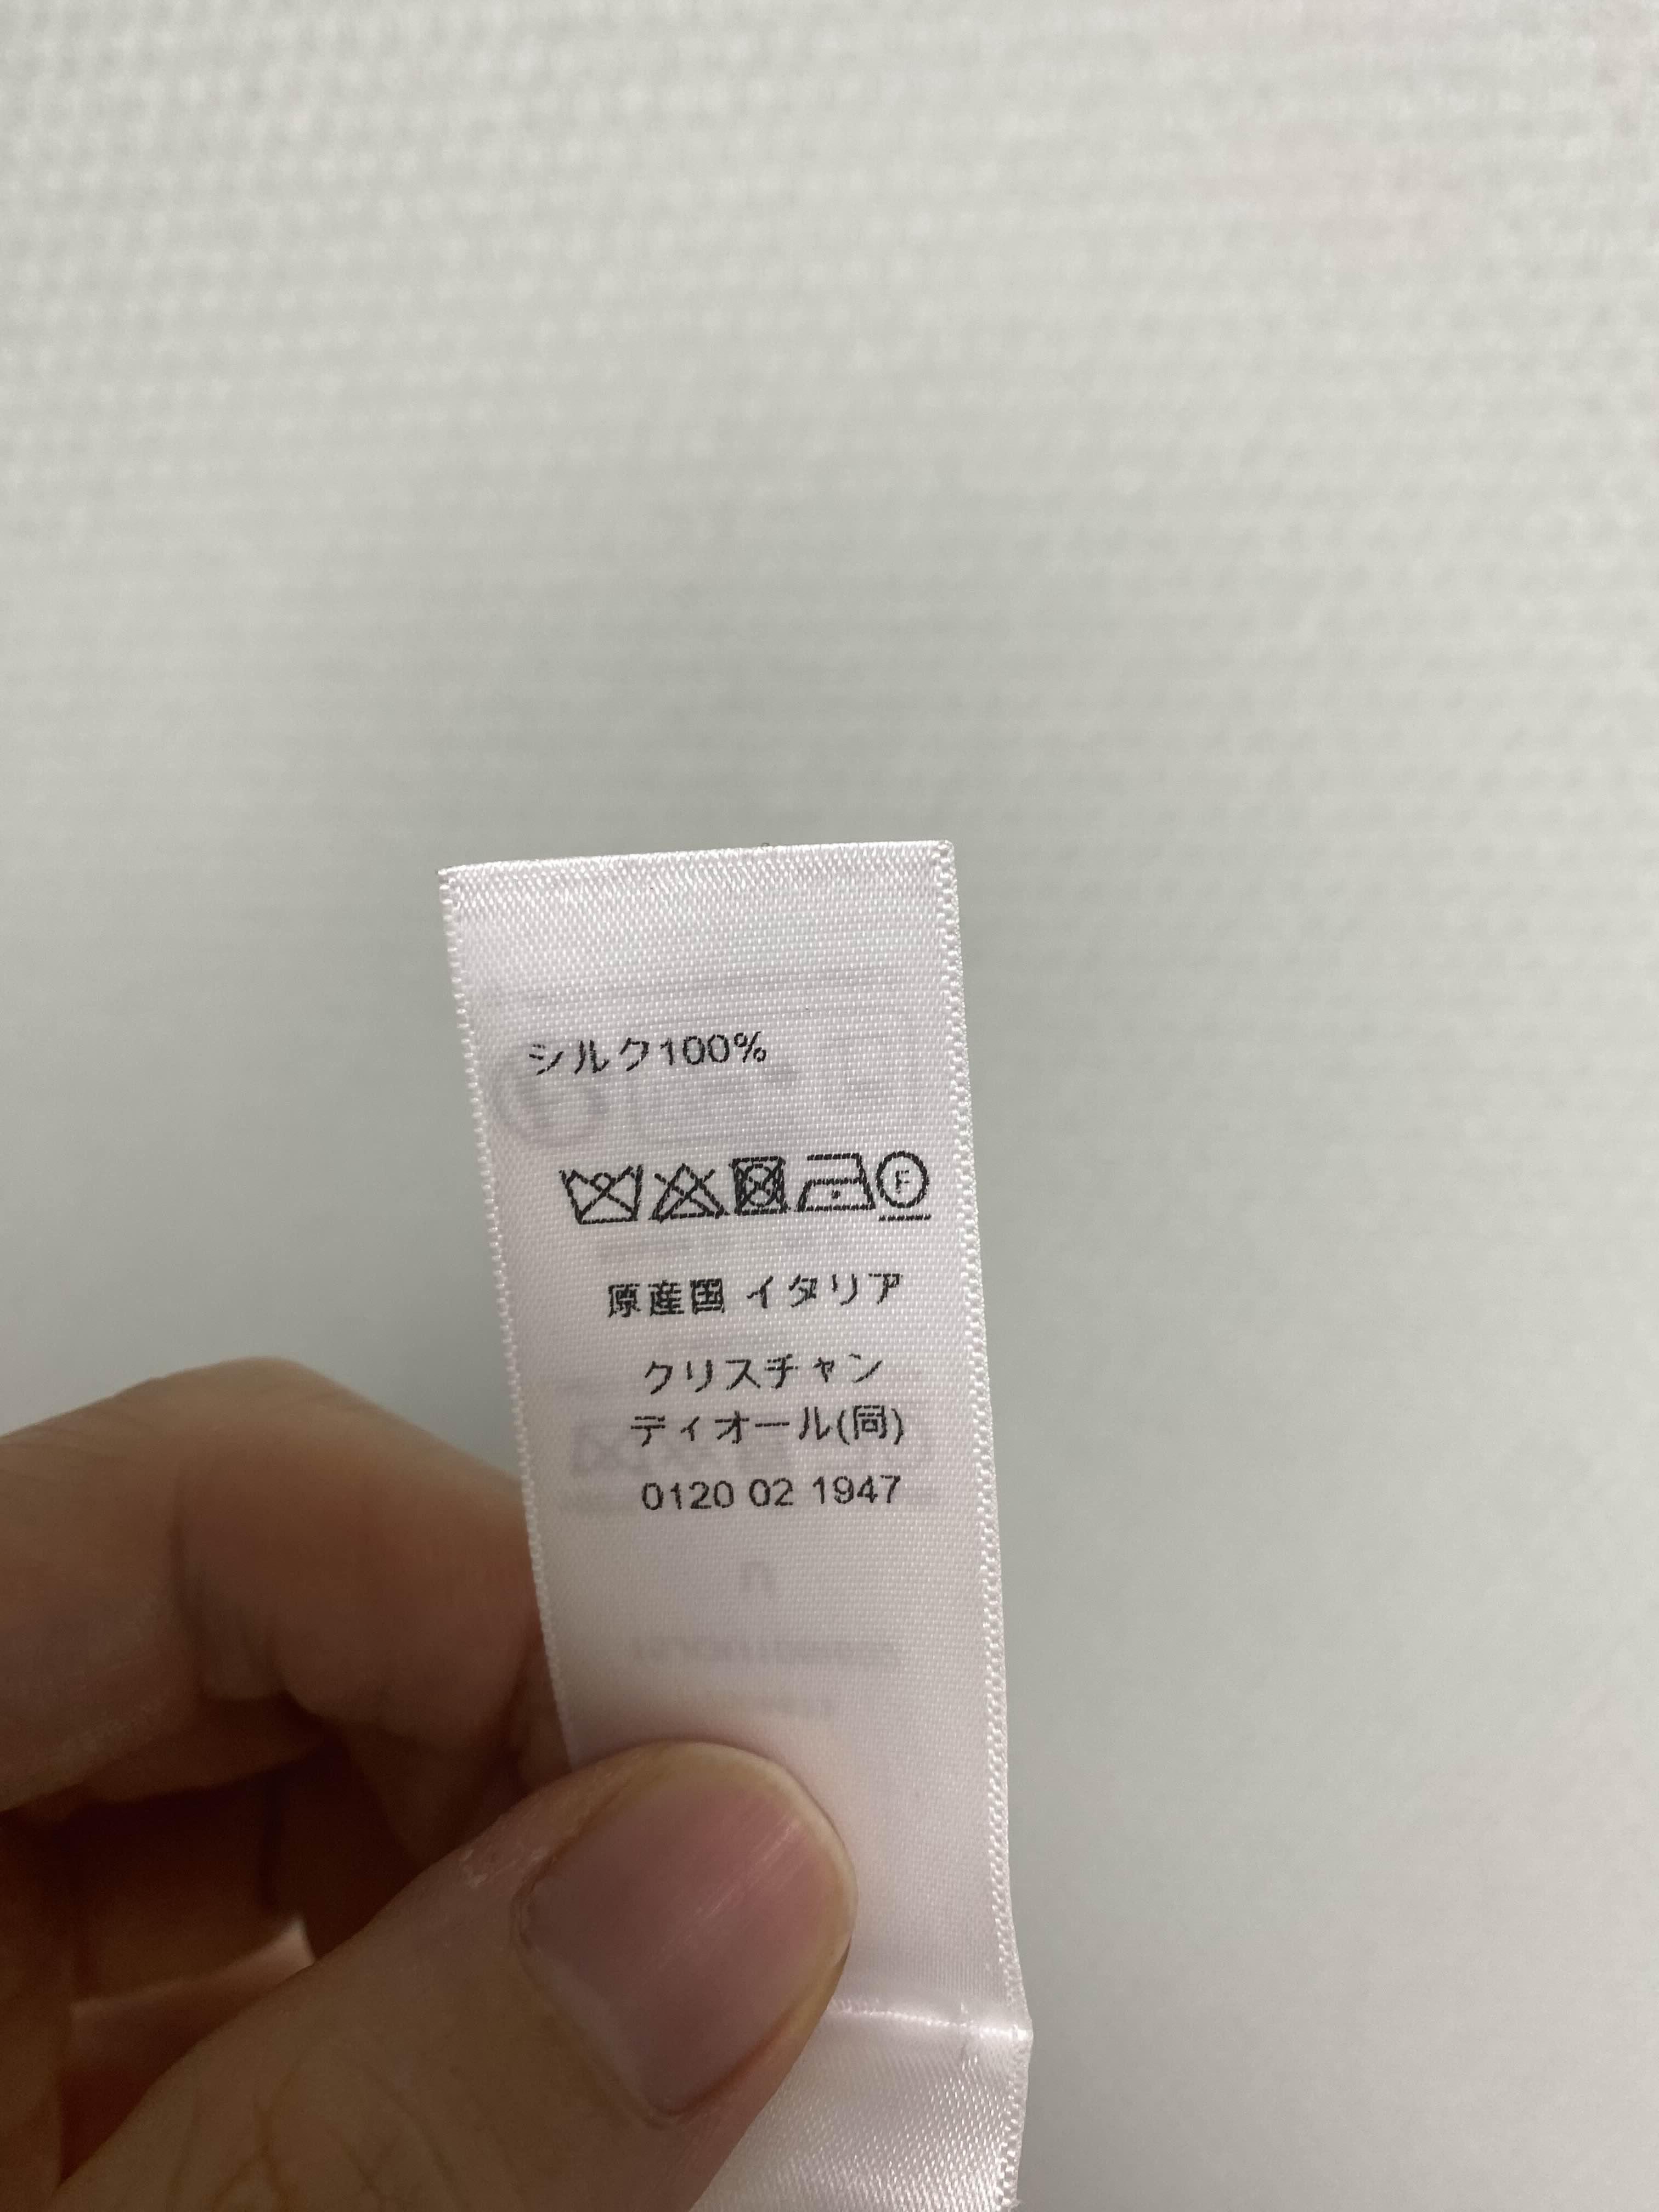 シルク100%
F
原産国 イタリア
クリスチャン
ディオール(同)
0120 02 1947